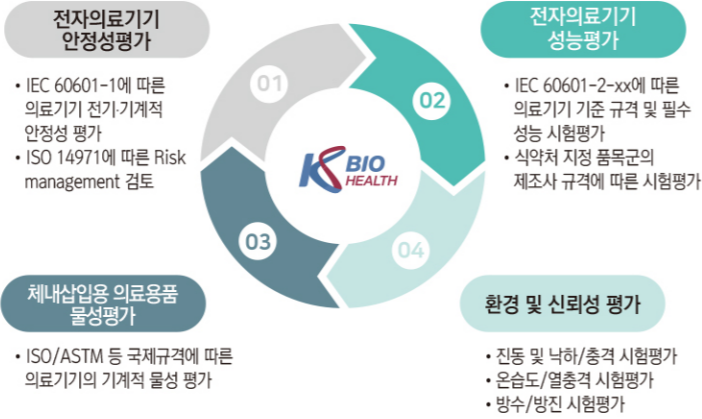 전자의료기기
안정성평가
• IEC 60601-1에 따른
의료기기 전기·기계적
안정성 평가
• ISO 14971에 따른 Risk
management 검토
01
전자의료기기
성능평가
• IEC 60601-2-xx에 따른
의료기기 기준 규격 및 필수
성능 시험평가
• 식약처 지정 품목군의
제조사 규격에 따른 시험평가
02
K BIO
HEALTH
03
체내삽입용 의료용품
물성평가
• ISO/ASTM 등 국제규격에 따른
의료기기의 기계적 물성 평가
04
환경 및 신뢰성 평가
• 진동 및 낙하/충격 시험평가
• 온습도/열충격 시험평가
• 방수/방진 시험평가